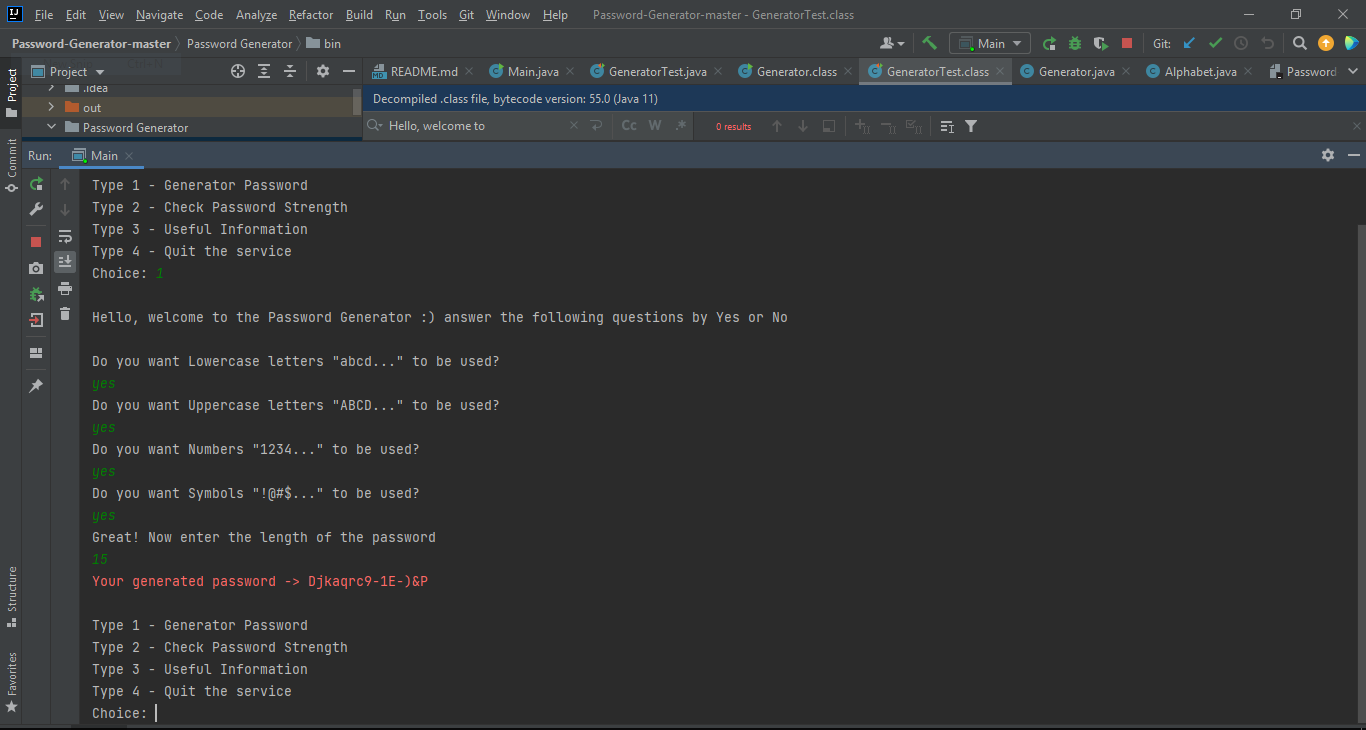 File Edit View Navigate Code Analyze Refactor Build Run Tools Git Window Help Password-Generator-master - GeneratorTest.class
Password-Generator-master Password Generator bin Main Git:
Project README.md Main.java GeneratorTest.java Generator.class GeneratorTest.class Generator.java Alphabet.java Password
.idea
out
Password Generator
Decompiled .class file, bytecode version: 55.0 (Java 11)
Hello, welcome to Cc W .* 0 results
Project
Commit
Structure
Favorites
Run: Main
Type 1 - Generator Password
Type 2 - Check Password Strength
Type 3 - Useful Information
Type 4 - Quit the service
Choice: 1
Hello, welcome to the Password Generator :) answer the following questions by Yes or No
Do you want Lowercase letters "abcd..." to be used?
yes
Do you want Uppercase letters "ABCD..." to be used?
yes
Do you want Numbers "1234..." to be used?
yes
Do you want Symbols "!@#$..." to be used?
yes
Great! Now enter the length of the password
15
Your generated password -> Djkaqrc9-1E-)&P
Type 1 - Generator Password
Type 2 - Check Password Strength
Type 3 - Useful Information
Type 4 - Quit the service
Choice: